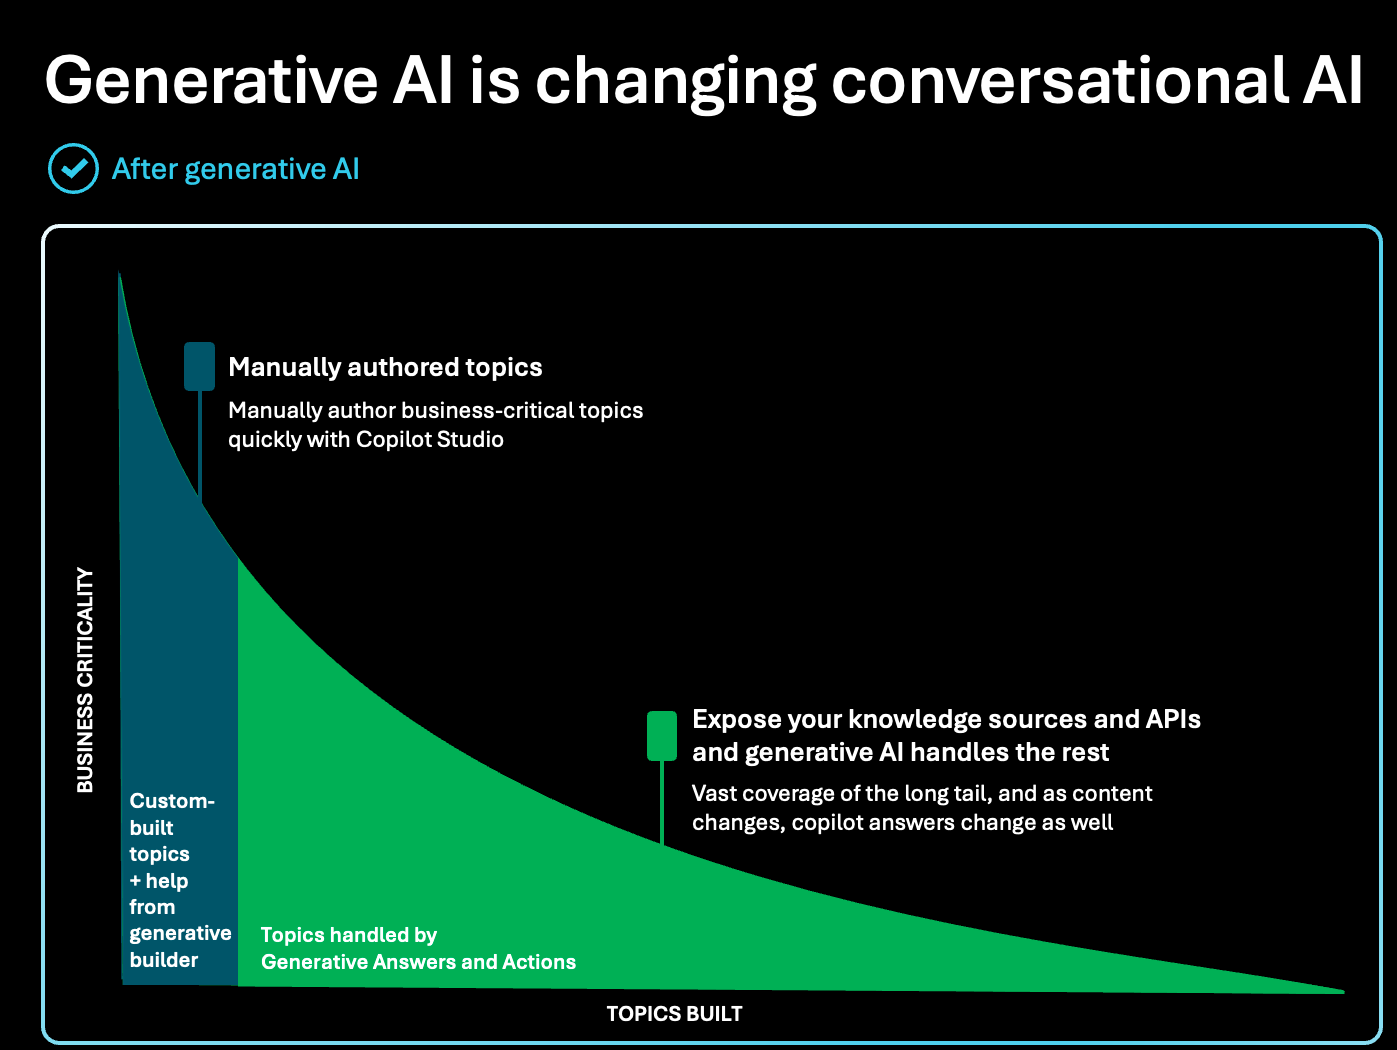 Generative AI is changing conversational AI
After generative AI
Manually authored topics
Manually author business-critical topics
quickly with Copilot Studio
BUSINESS CRITICALITY
Expose your knowledge sources and APIs
and generative AI handles the rest
Vast coverage of the long tail, and as content
changes, copilot answers change as well
Custom-
built
topics
+ help
from
generative
builder
Topics handled by
Generative Answers and Actions
TOPICS BUILT